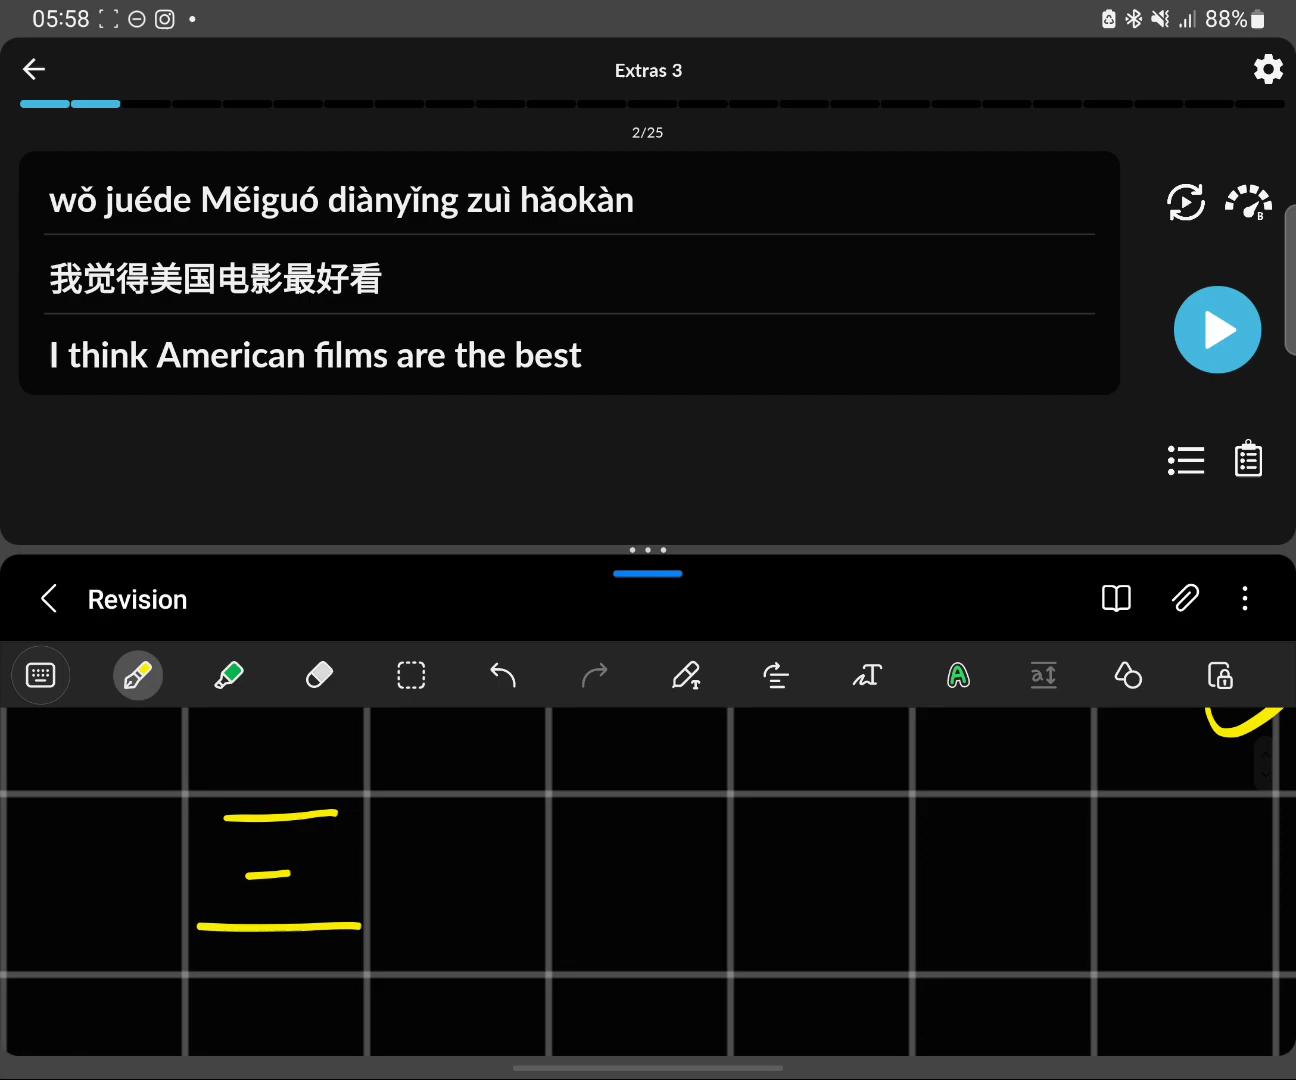 05:58
88%
Extras 3
2/25
wǒ juéde Měiguó diànyǐng zuì hǎokàn
我觉得美国电影最好看
I think American films are the best
Revision
三